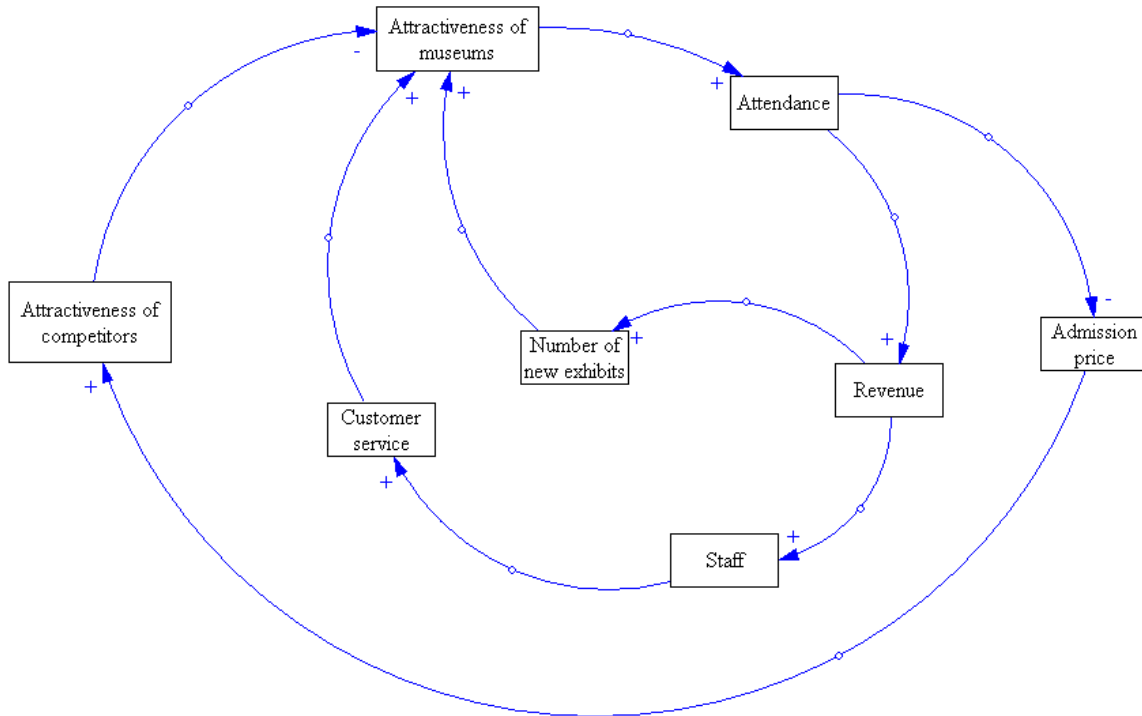 Attractiveness of
museums
-
+
+
+
Attendance
Attractiveness of
competitors
+
-
Admission
price
Number of
new exhibits
+
+
Revenue
Customer
service
+
+
Staff